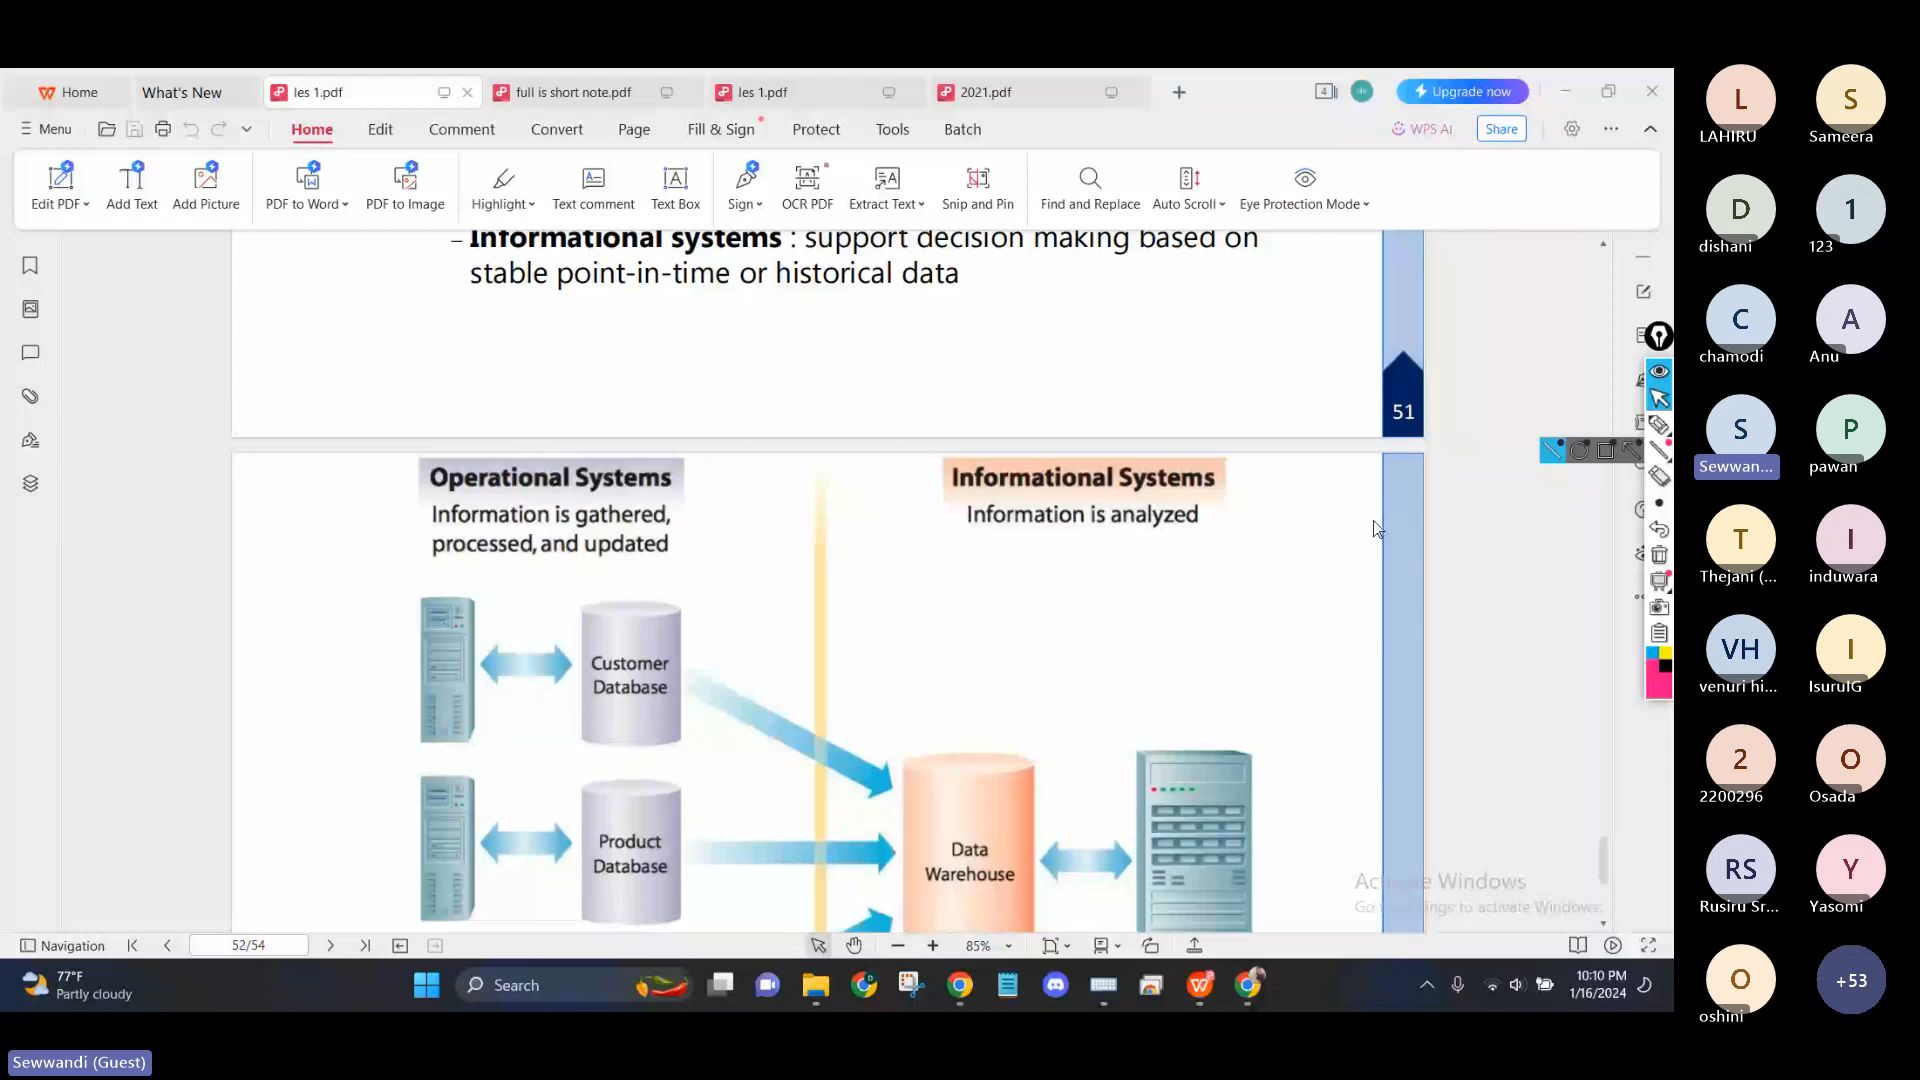 Home
What's New
les 1.pdf
full is short note.pdf
les 1.pdf
2021.pdf
4
Upgrade now
Menu
Home
Edit
Comment
Convert
Page
Fill & Sign
Protect
Tools
Batch
WPS AI
Share
Edit PDF
Add Text
Add Picture
PDF to Word
PDF to Image
Highlight
Text comment
Text Box
Sign
OCR PDF
Extract Text
Snip and Pin
Find and Replace
Auto Scroll
Eye Protection Mode
– Informational systems : support decision making based on
stable point-in-time or historical data
51
Operational Systems
Information is gathered,
processed, and updated
Informational Systems
Information is analyzed
Customer
Database
Product
Database
Data
Warehouse
Activate Windows
Navigation
52/54
85%
77°F
Partly cloudy
Search
10:10 PM
1/16/2024
L
LAHIRU
S
Sameera
D
dishani
1
123
C
chamodi
A
Anu
S
Sewwan...
P
pawan
T
Thejani (...
I
induwara
VH
venuri hi...
I
IsuruIG
2
2200296
O
Osada
RS
Rusiru Sr...
Y
Yasomi
O
oshini
+53
Sewwandi (Guest)